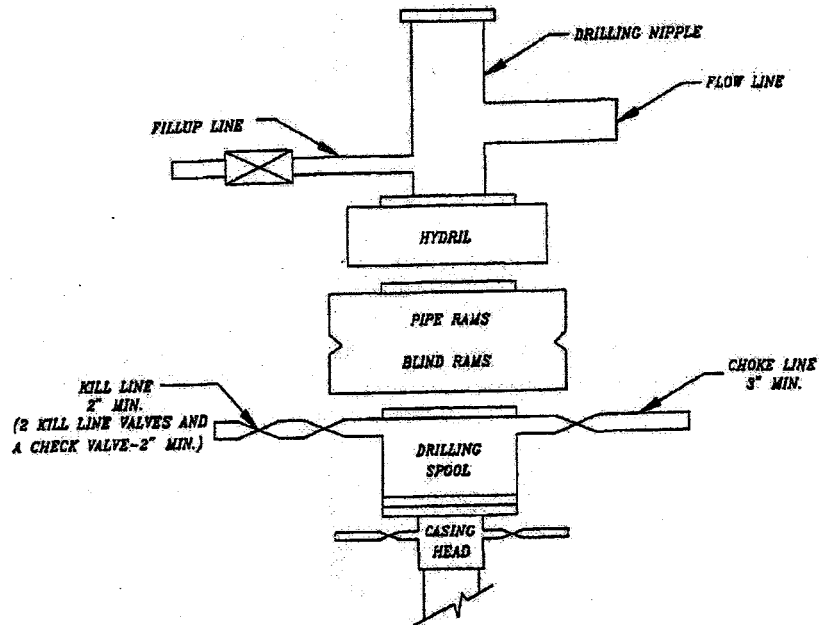 DRILLING NIPPLE
FLOW LINE
FILLUP LINE
HYDRIL
PIPE RAMS
BLIND RAMS
CHOKE LINE
3" MIN.
KILL LINE
2" MIN.
(2 KILL LINE VALVES AND
A CHECK VALVE-2" MIN.)
DRILLING
SPOOL
CASING
HEAD